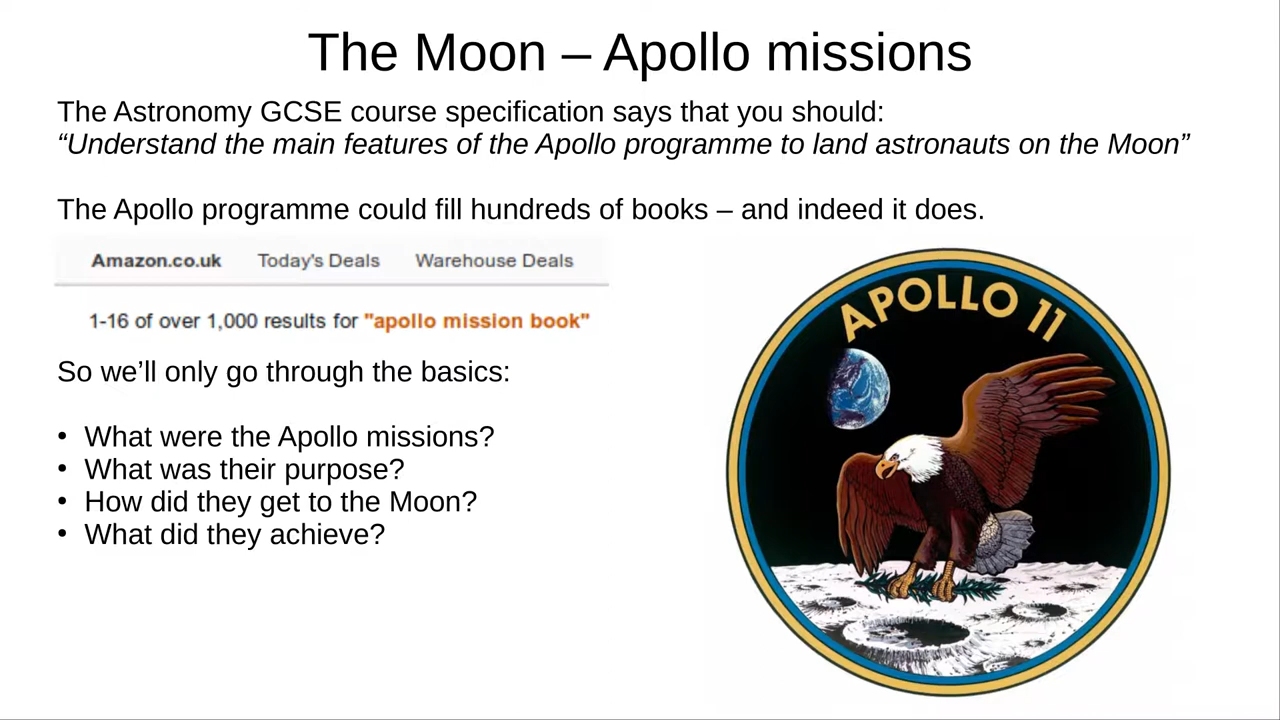 The Moon – Apollo missions
The Astronomy GCSE course specification says that you should:
“Understand the main features of the Apollo programme to land astronauts on the Moon”
The Apollo programme could fill hundreds of books – and indeed it does.
Amazon.co.uk Today's Deals Warehouse Deals
1-16 of over 1,000 results for "apollo mission book"
APOLLO 11
So we’ll only go through the basics:
• What were the Apollo missions?
• What was their purpose?
• How did they get to the Moon?
• What did they achieve?